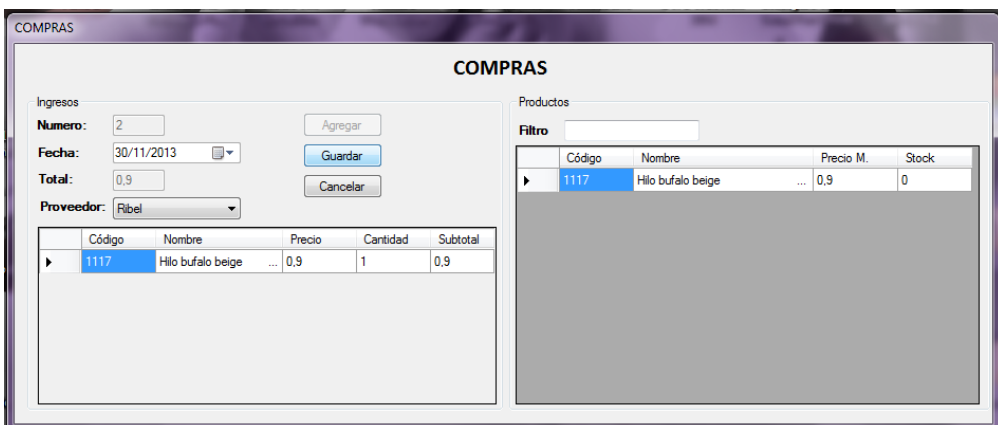 COMPRAS
COMPRAS
Ingresos
Numero: 2 Agregar
Fecha: 30/11/2013 Guardar
Total: 0,9 Cancelar
Proveedor: Ribel
Código Nombre Precio Cantidad Subtotal
1117 Hilo bufalo beige ... 0,9 1 0,9
Productos
Filtro
Código Nombre Precio M. Stock
1117 Hilo bufalo beige ... 0,9 0